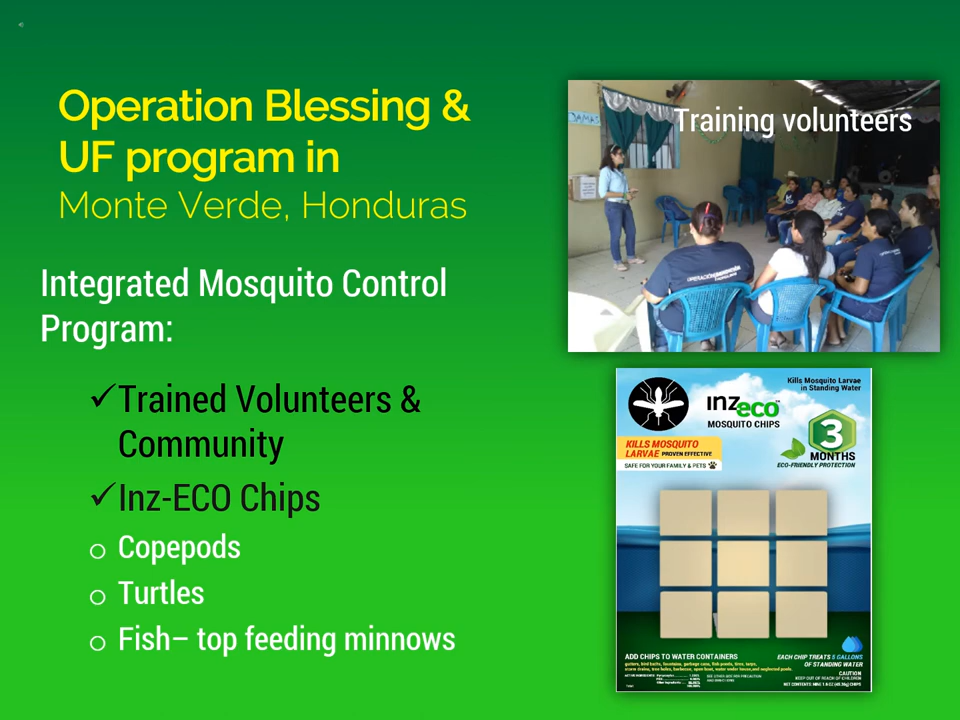 Operation Blessing &
UF program in
Monte Verde, Honduras
Integrated Mosquito Control
Program:
✓Trained Volunteers &
Community
✓Inz-ECO Chips
o Copepods
o Turtles
o Fish– top feeding minnows
DAMAS
Training volunteers
Kills Mosquito Larvae
in Standing Water
inzeco™
MOSQUITO CHIPS
KILLS MOSQUITO
LARVAE PROVEN EFFECTIVE
SAFE FOR YOUR FAMILY & PETS
3
MONTHS
ECO-FRIENDLY PROTECTION
ADD CHIPS TO WATER CONTAINERS
EACH CHIP TREATS 5 GALLONS
OF STANDING WATER
CAUTION
KEEP OUT OF REACH OF CHILDREN